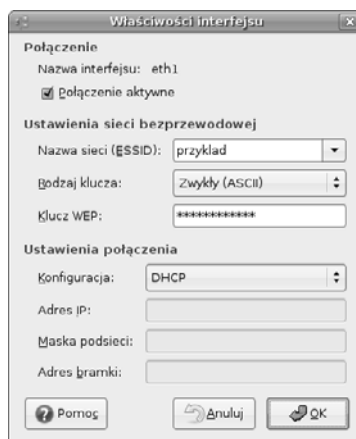 Właściwości interfejsu
Połączenie
Nazwa interfejsu: eth1
Połączenie aktywne
Ustawienia sieci bezprzewodowej
Nazwa sieci (ESSID): przyklad
Rodzaj klucza: Zwykły (ASCII)
Klucz WEP: ************
Ustawienia połączenia
Konfiguracja: DHCP
Adres IP:
Maska podsieci:
Adres bramki:
Pomoc Anuluj OK